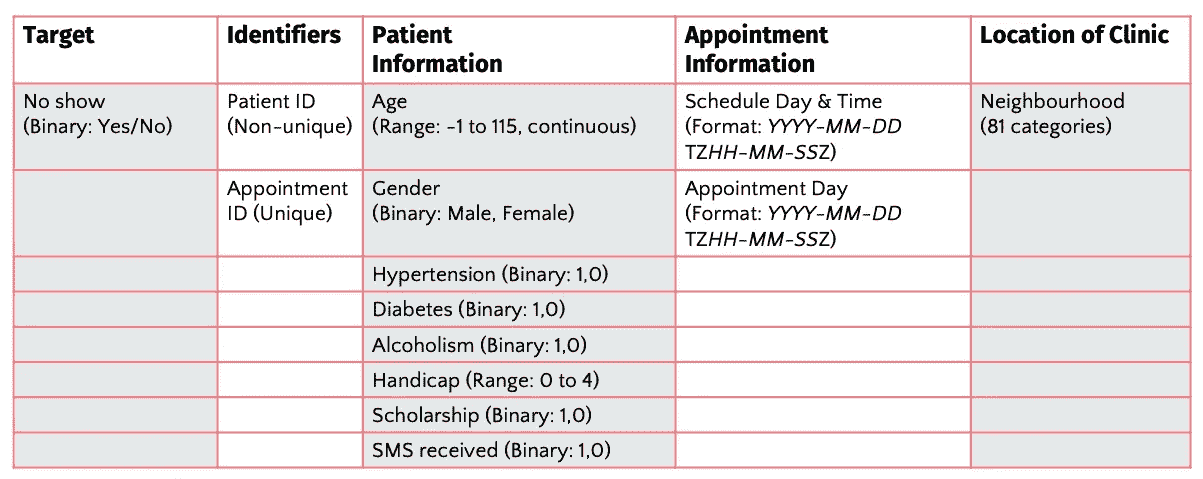 Target
Identifiers
Patient
Information
Appointment
Information
Location of Clinic
No show
(Binary: Yes/No)
Patient ID
(Non-unique)
Age
(Range: -1 to 115, continuous)
Schedule Day & Time
(Format: YYYY-MM-DD
TZHH-MM-SSZ)
Neighbourhood
(81 categories)
Appointment
ID (Unique)
Gender
(Binary: Male, Female)
Appointment Day
(Format: YYYY-MM-DD
TZHH-MM-SSZ)
Hypertension (Binary: 1,0)
Diabetes (Binary: 1,0)
Alcoholism (Binary: 1,0)
Handicap (Range: 0 to 4)
Scholarship (Binary: 1,0)
SMS received (Binary: 1,0)